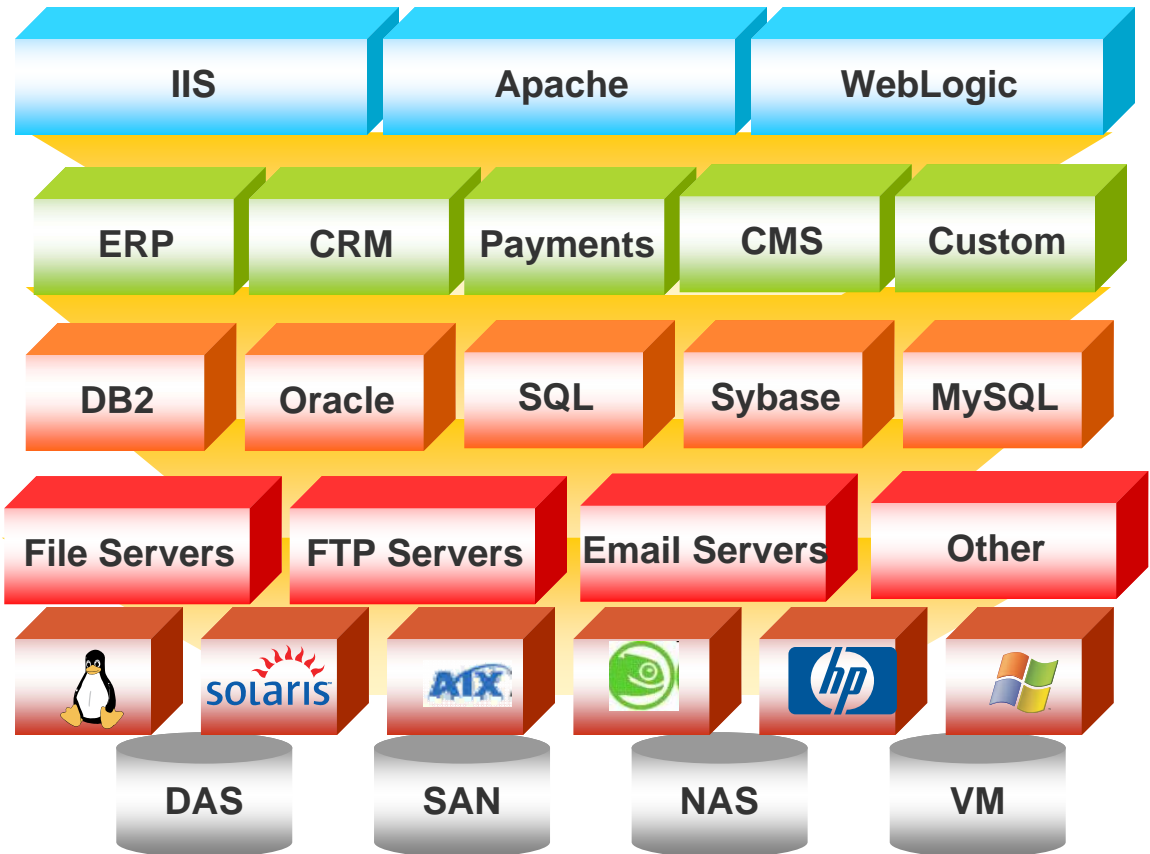 IIS
Apache
WebLogic
ERP
CRM
Payments
CMS
Custom
DB2
Oracle
SQL
Sybase
MySQL
File Servers
FTP Servers
Email Servers
Other
solaris
AIX
hp
DAS
SAN
NAS
VM